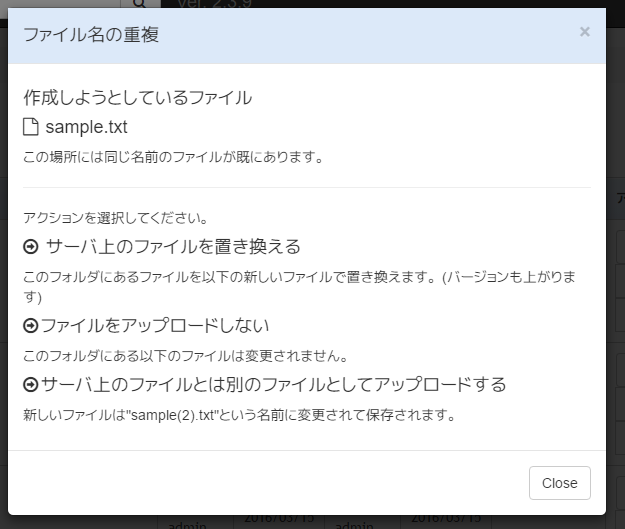 Ver. 2.3.9
ファイル名の重複
×
作成しようとしているファイル
sample.txt
この場所には同じ名前のファイルが既にあります。
アクションを選択してください。
サーバ上のファイルを置き換える
このフォルダにあるファイルを以下の新しいファイルで置き換えます。(バージョンも上がりま
す)
ファイルをアップロードしない
このフォルダにある以下のファイルは変更されません。
サーバ上のファイルとは別のファイルとしてアップロードする
新しいファイルは"sample(2).txt"という名前に変更されて保存されます。
Close
admin 2016/03/15 admin 2016/03/15